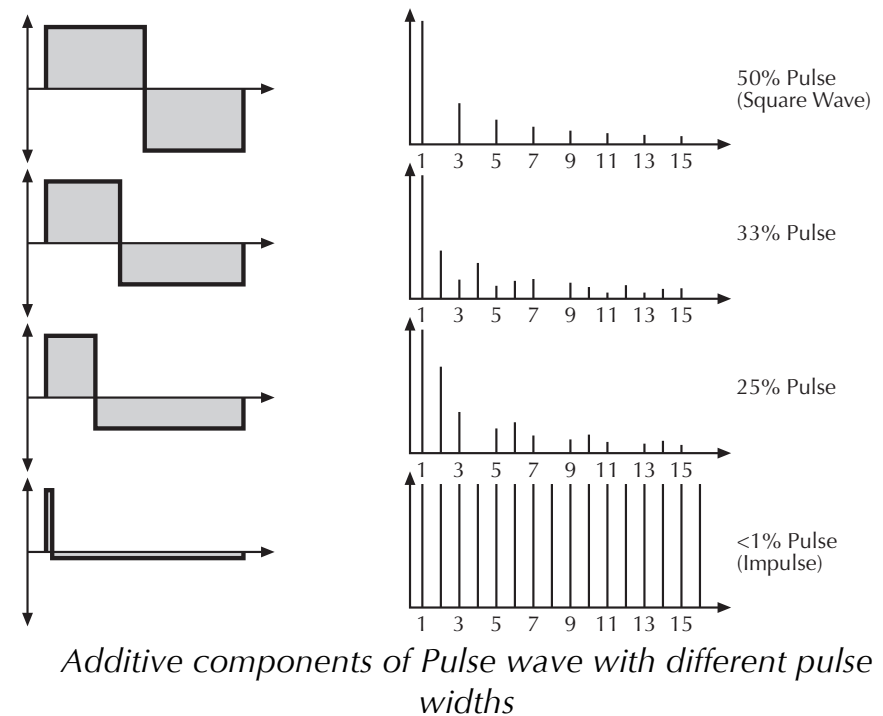 50% Pulse
(Square Wave)
1 3 5 7 9 11 13 15
33% Pulse
1 3 5 7 9 11 13 15
25% Pulse
1 3 5 7 9 11 13 15
<1% Pulse
(Impulse)
1 3 5 7 9 11 13 15
Additive components of Pulse wave with different pulse
widths